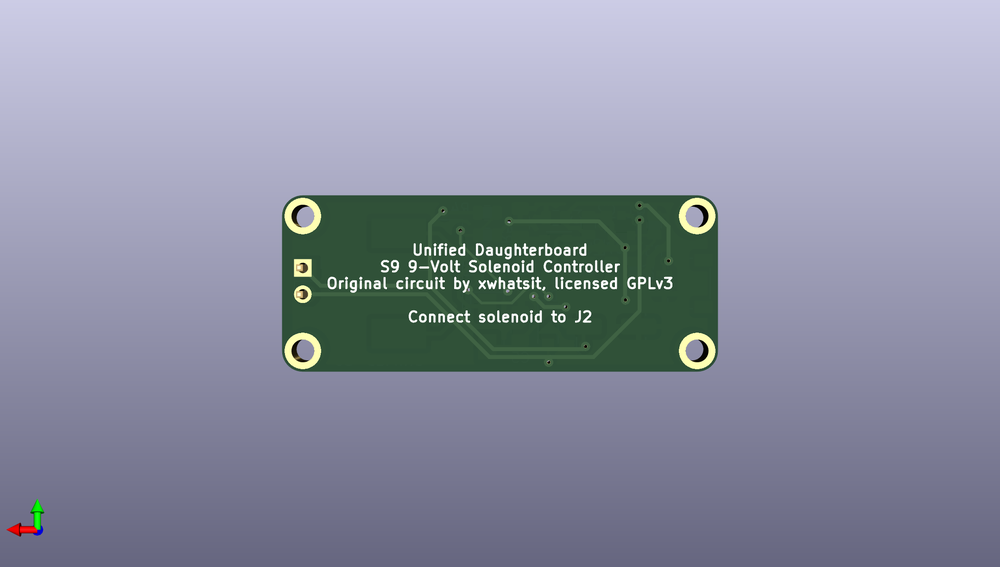 Unified Daughterboard
S9 9-Volt Solenoid Controller
Original circuit by xwhatsit, licensed GPLv3
Connect solenoid to J2